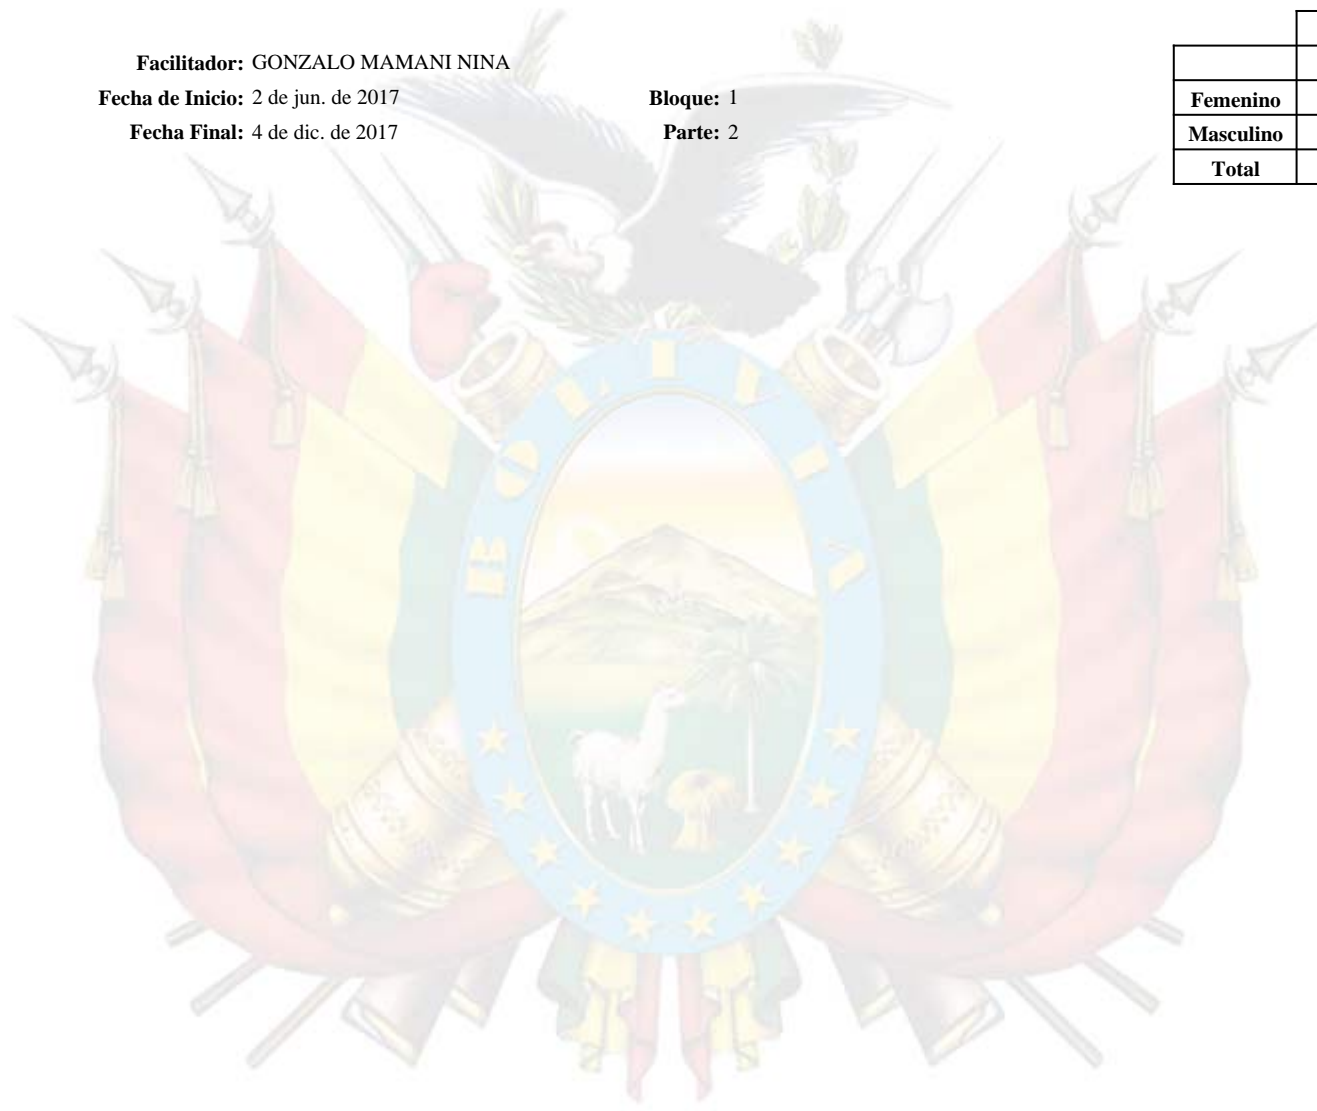 Facilitador: GONZALO MAMANI NINA
Fecha de Inicio: 2 de jun. de 2017 Bloque: 1
Fecha Final: 4 de dic. de 2017 Parte: 2
Femenino
Masculino
Total
BOLIVIA